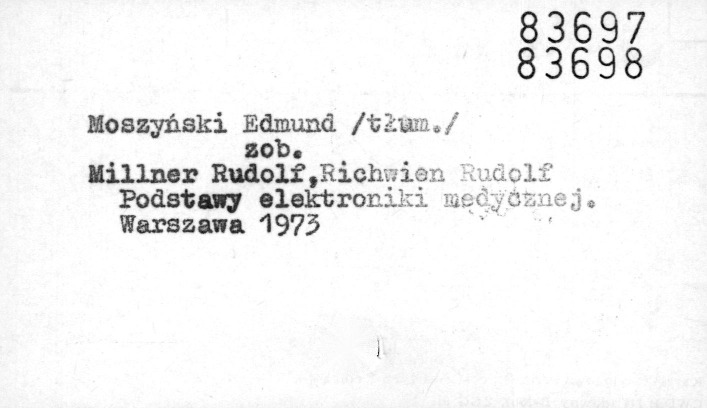 83697
83698
Moszyński Edmund /tłum./
zob.
Millner Rudolf,Richwien Rudolf
Podstawy elektroniki medycznej.
Warszawa 1973